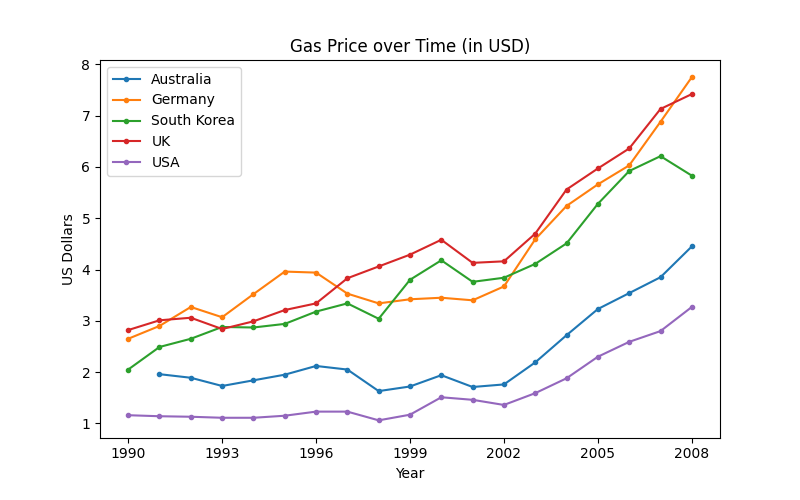 Gas Price over Time (in USD)
Australia
Germany
South Korea
UK
USA
US Dollars
8
7
6
5
4
3
2
1
1990 1993 1996 1999 2002 2005 2008
Year